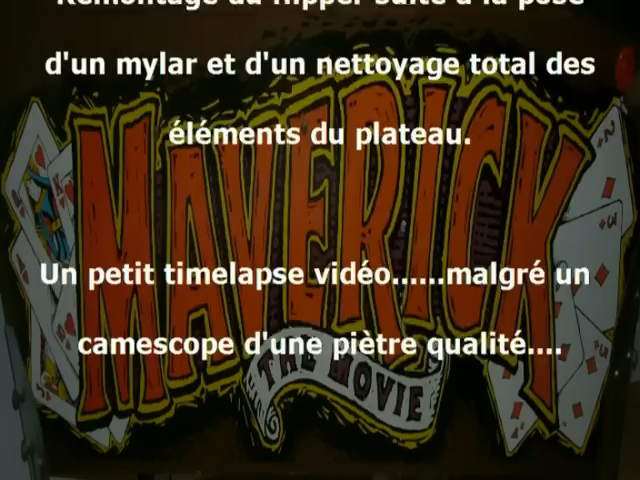 Remontage du flipper suite à la pose
d'un mylar et d'un nettoyage total des
éléments du plateau.
Un petit timelapse vidéo......malgré un
camescope d'une piètre qualité....
MAVERICK
THE MOVIE